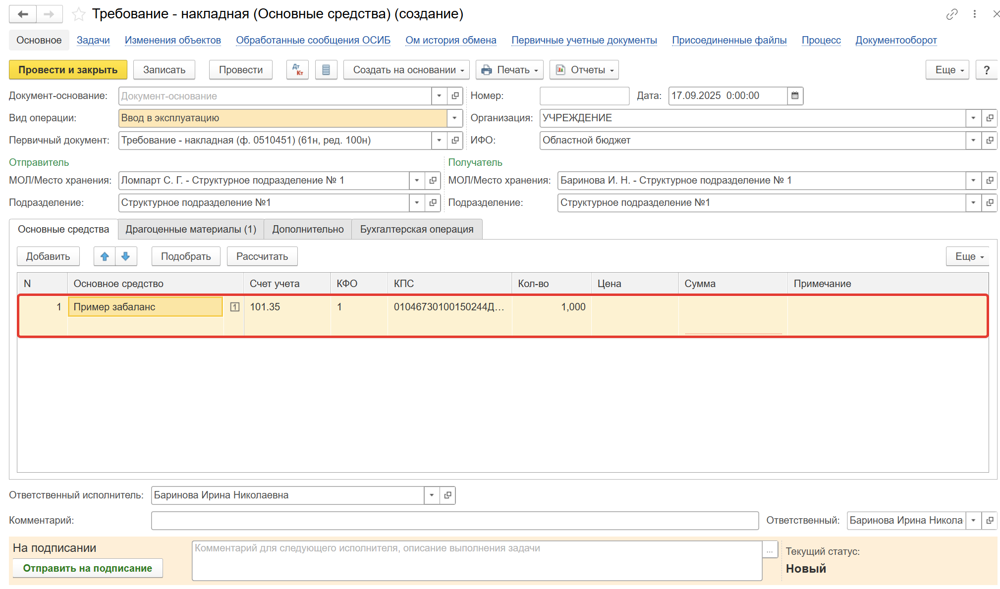 Требование - накладная (Основные средства) (создание)
Основное Задачи Изменения объектов Обработанные сообщения ОСИБ Ом история обмена Первичные учетные документы Присоединенные файлы Процесс Документооборот
Провести и закрыть Записать Провести Дт Кт Создать на основании Печать Отчеты Еще ?
Документ-основание: Документ-основание Номер: Дата: 17.09.2025 0:00:00
Вид операции: Ввод в эксплуатацию Организация: УЧРЕЖДЕНИЕ
Первичный документ: Требование - накладная (ф. 0510451) (61н, ред. 100н) ИФО: Областной бюджет
Отправитель Получатель
МОЛ/Место хранения: Ломпарт С. Г. - Структурное подразделение № 1 МОЛ/Место хранения: Баринова И. Н. - Структурное подразделение № 1
Подразделение: Структурное подразделение №1 Подразделение: Структурное подразделение №1
Основные средства Драгоценные материалы (1) Дополнительно Бухгалтерская операция
Добавить Подобрать Рассчитать Еще
N Основное средство Счет учета КФО КПС Кол-во Цена Сумма Примечание
1 Пример забаланс 1 101.35 1 01046730100150244Д... 1,000
Ответственный исполнитель: Баринова Ирина Николаевна
Комментарий: Ответственный: Баринова Ирина Никола
На подписании Комментарий для следующего исполнителя, описание выполнения задачи ... Текущий статус:
Отправить на подписание Новый